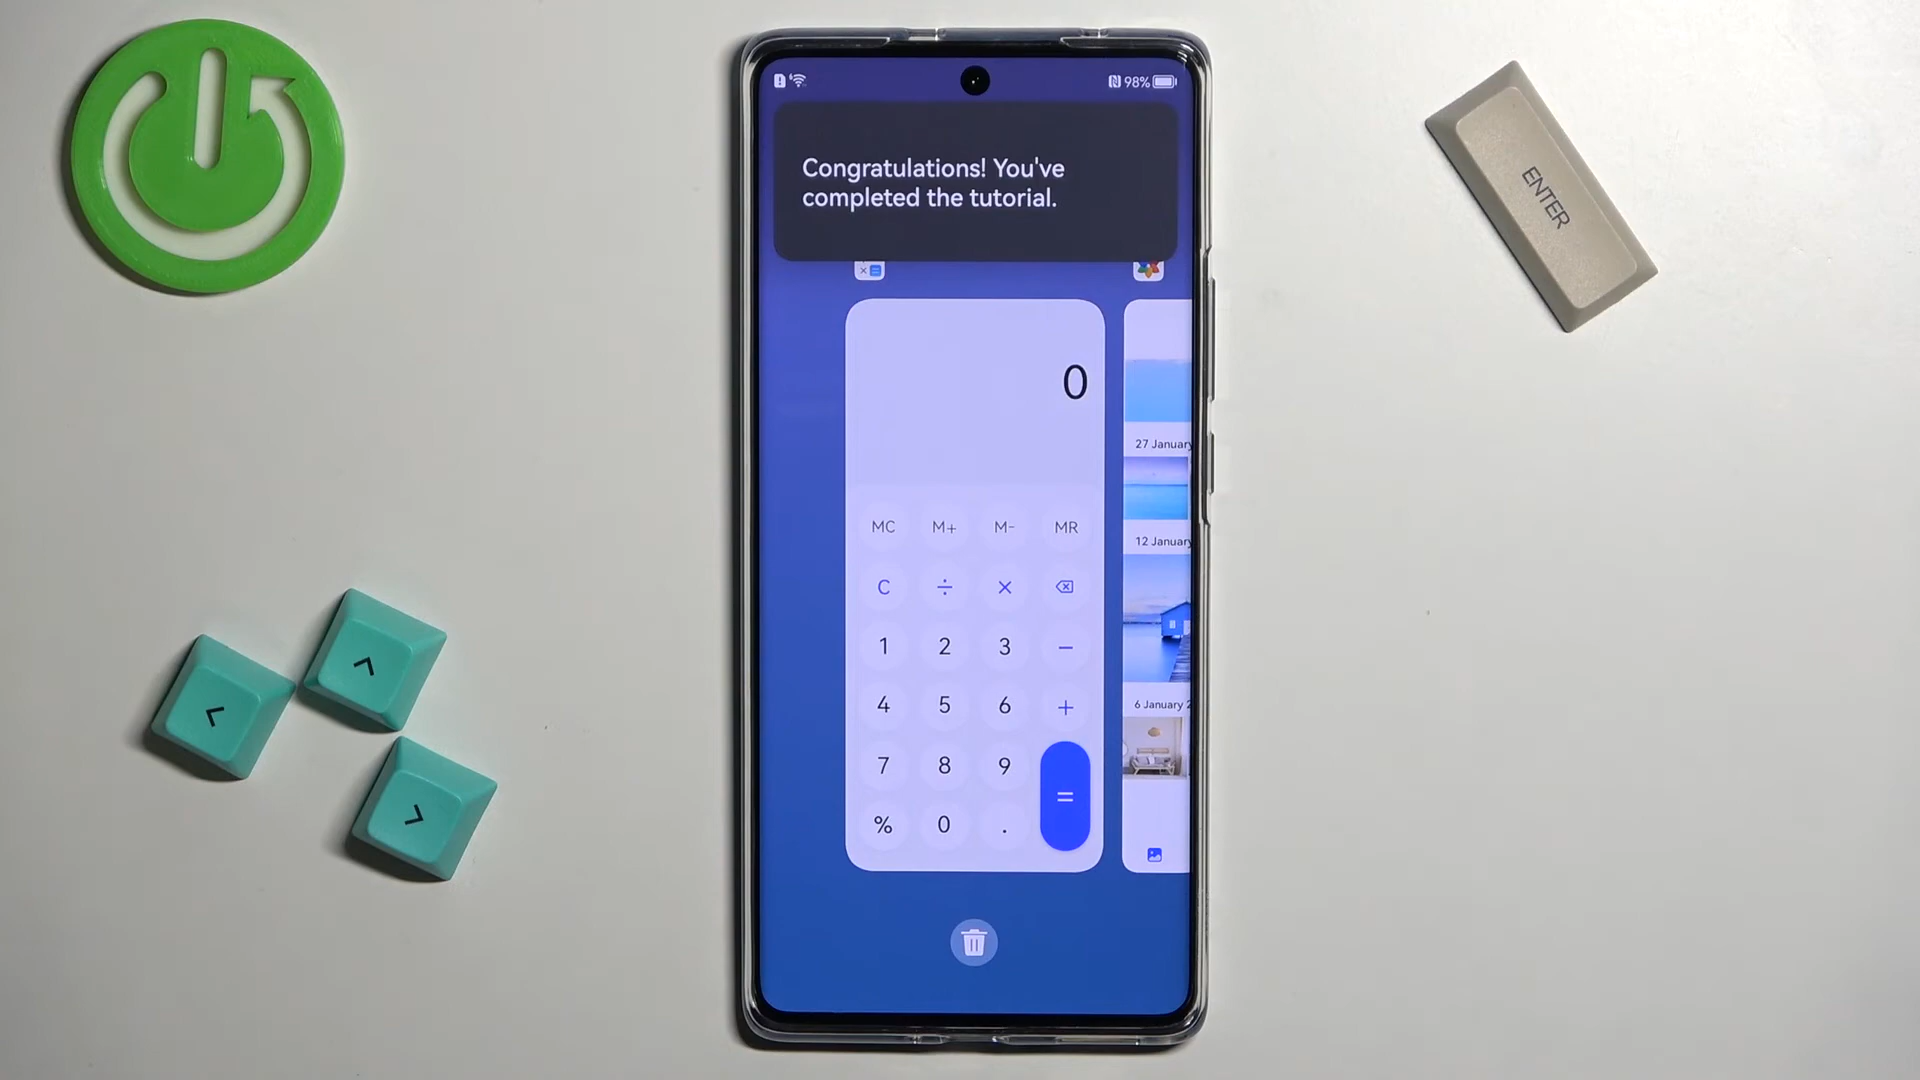 98%
Congratulations! You've
completed the tutorial.
0
27 January
12 January
6 January 2
MC M+ M- MR
C ÷ ×
1 2 3 −
4 5 6 +
7 8 9
% 0 . =
ENTER
<
^
>